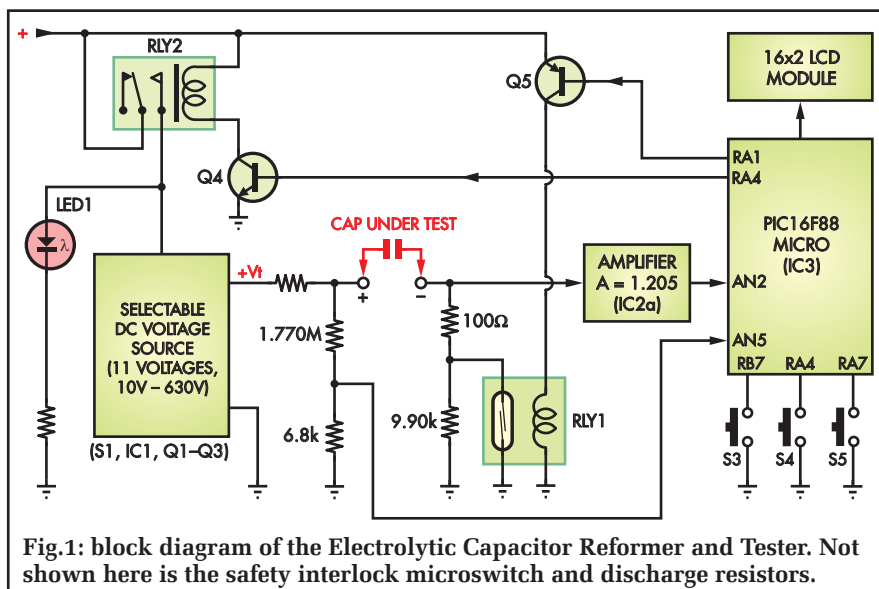 +
RLY2
Q5
16x2 LCD
MODULE
RA1
RA4
Q4
LED1
λ
CAP UNDER TEST
PIC16F88
MICRO
(IC3)
+Vt
+
–
AMPLIFIER
A = 1.205
(IC2a)
AN2
SELECTABLE
DC VOLTAGE
SOURCE
(11 VOLTAGES,
10V – 630V)
1.770M
100Ω
AN5
RB7
RA4
RA7
6.8k
9.90k
RLY1
S3
S4
S5
(S1, IC1, Q1–Q3)
Fig.1: block diagram of the Electrolytic Capacitor Reformer and Tester. Not
shown here is the safety interlock microswitch and discharge resistors.